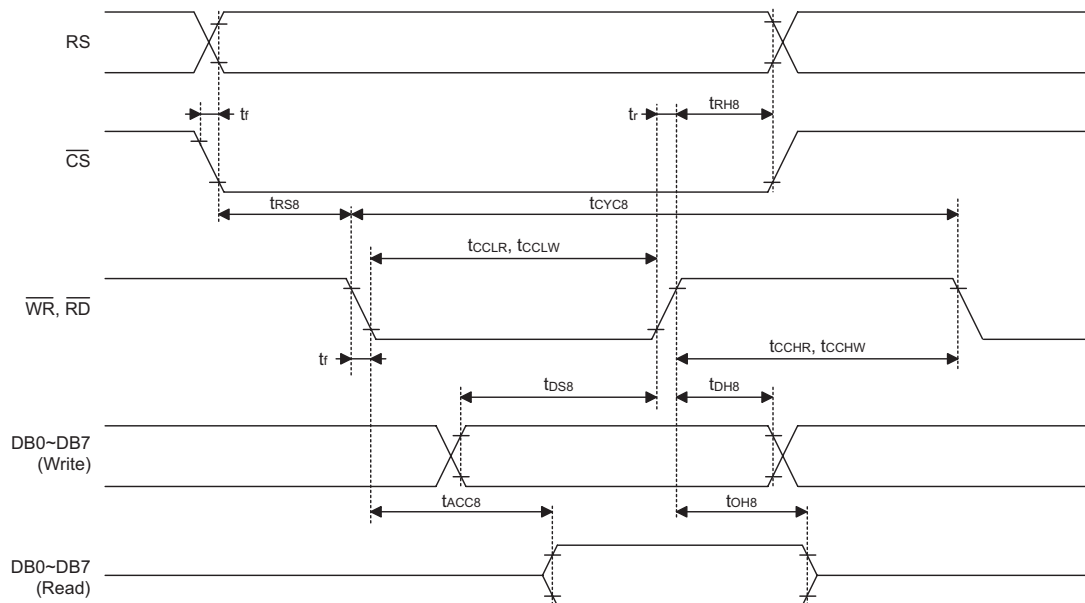 RS
tf
tr
tRH8
CS
tRS8
tCYC8
tCCLR, tCCLW
WR, RD
tf
tCCHR, tCCHW
tDS8
tDH8
DB0~DB7
(Write)
tACC8
tOH8
DB0~DB7
(Read)